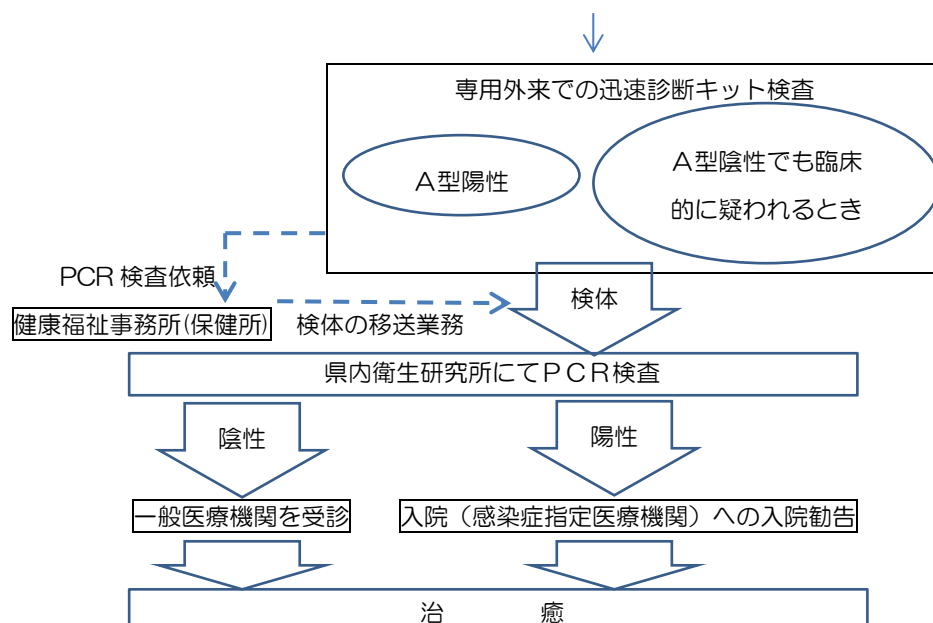 専用外来での迅速診断キット検査
A型陽性
A型陰性でも臨床
的に疑われるとき
PCR 検査依頼
検体
健康福祉事務所(保健所)
検体の移送業務
県内衛生研究所にてPCR検査
陰性
陽性
一般医療機関を受診
入院（感染症指定医療機関）への入院勧告
治　　　　癒